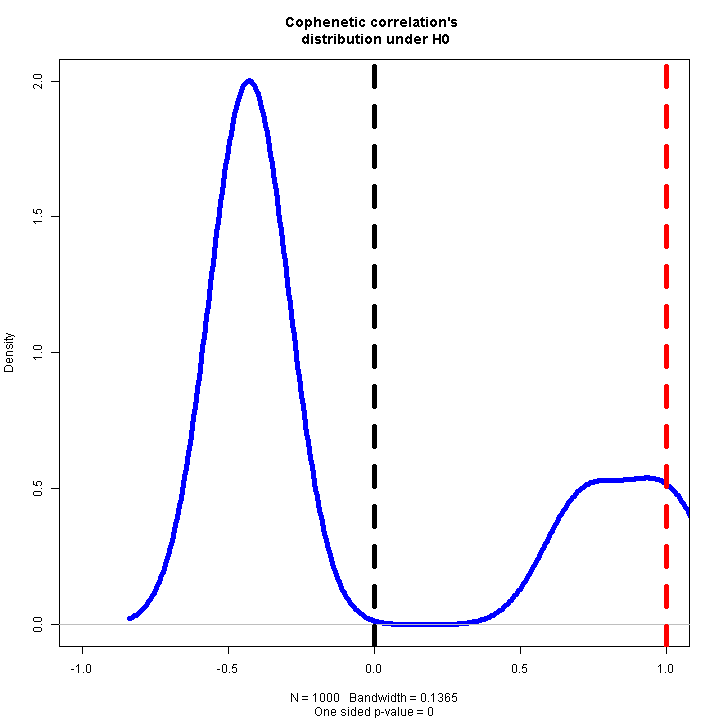 Cophenetic correlation's
distribution under H0
Density
2.0
1.5
1.0
0.5
0.0
-1.0 -0.5 0.0 0.5 1.0
N = 1000 Bandwidth = 0.1365
One sided p-value = 0